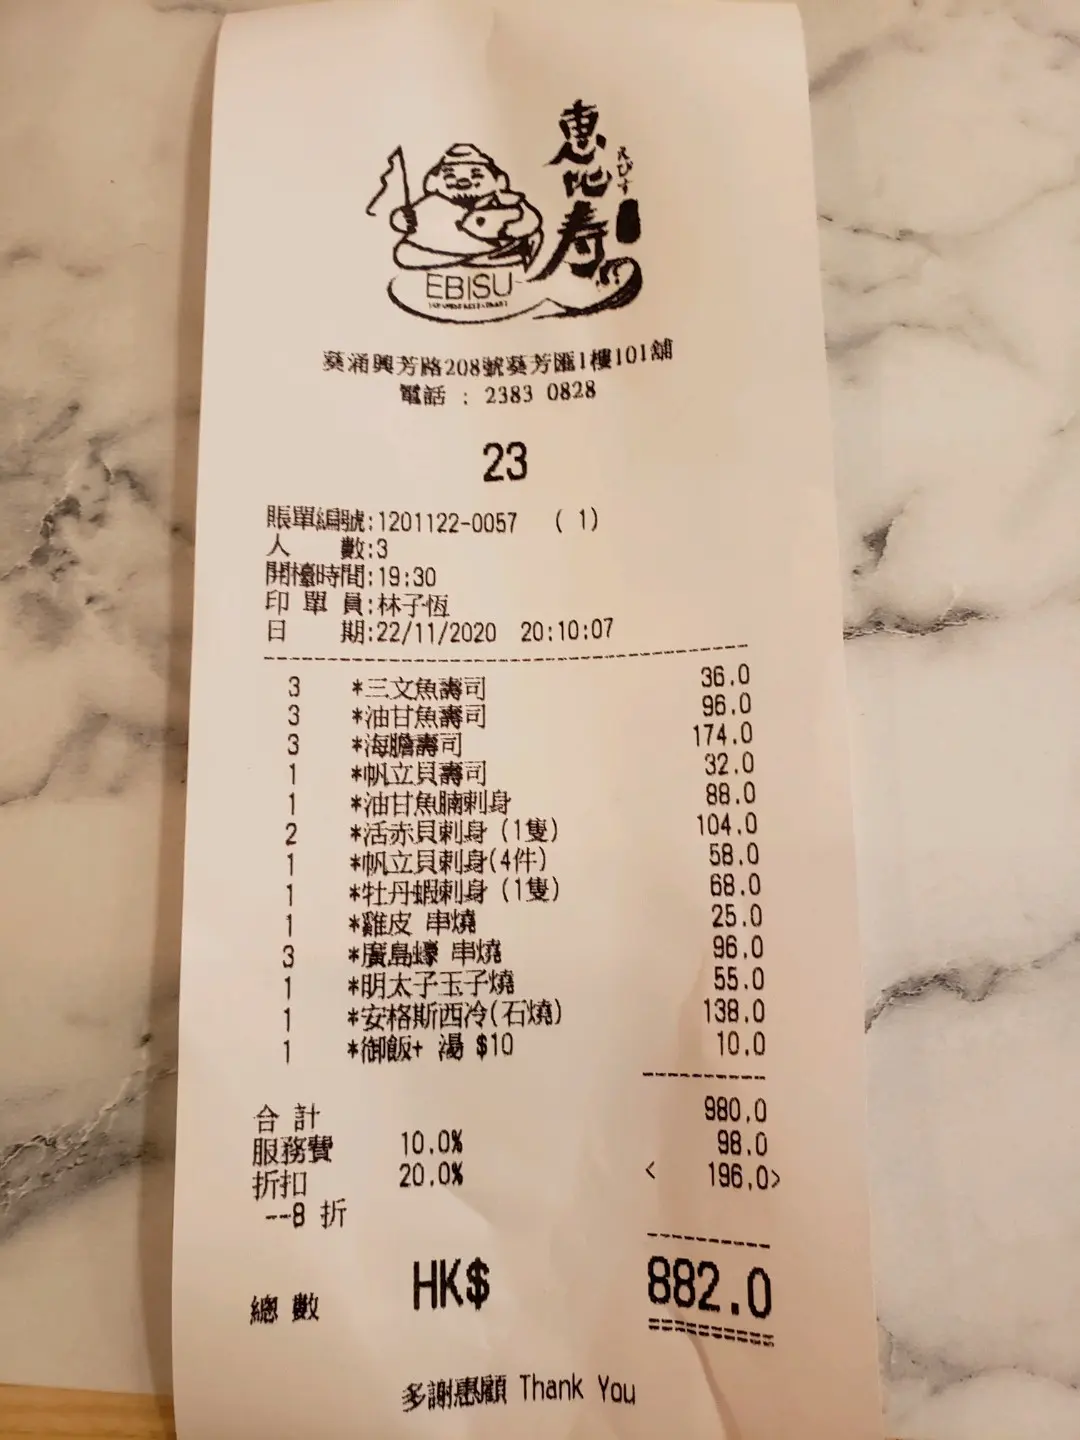 惠比寿
えびす
EBISU
葵涌興芳路208號葵芳匯1樓101舖
電話 : 2383 0828
23
賬單編號:1201122-0057 ( 1)
人 數:3
開檯時間:19:30
印 單 員:林子恆
日 期:22/11/2020 20:10:07
3 *三文魚壽司 36.0
3 *油甘魚壽司 96.0
3 *海膽壽司 174.0
1 *帆立貝壽司 32.0
1 *油甘魚腩刺身 88.0
2 *活赤貝刺身 (1隻) 104.0
1 *帆立貝刺身(4件) 58.0
1 *牡丹蝦刺身 (1隻) 68.0
1 *雞皮 串燒 25.0
3 *廣島蠔 串燒 96.0
1 *明太子玉子燒 55.0
1 *安格斯西冷(石燒) 138.0
1 *御飯+ 湯 $10 10.0
合 計 980.0
服務費 10.0% 98.0
折扣 20.0% < 196.0>
--8 折
總 數 HK$ 882.0
多謝惠顧 Thank You